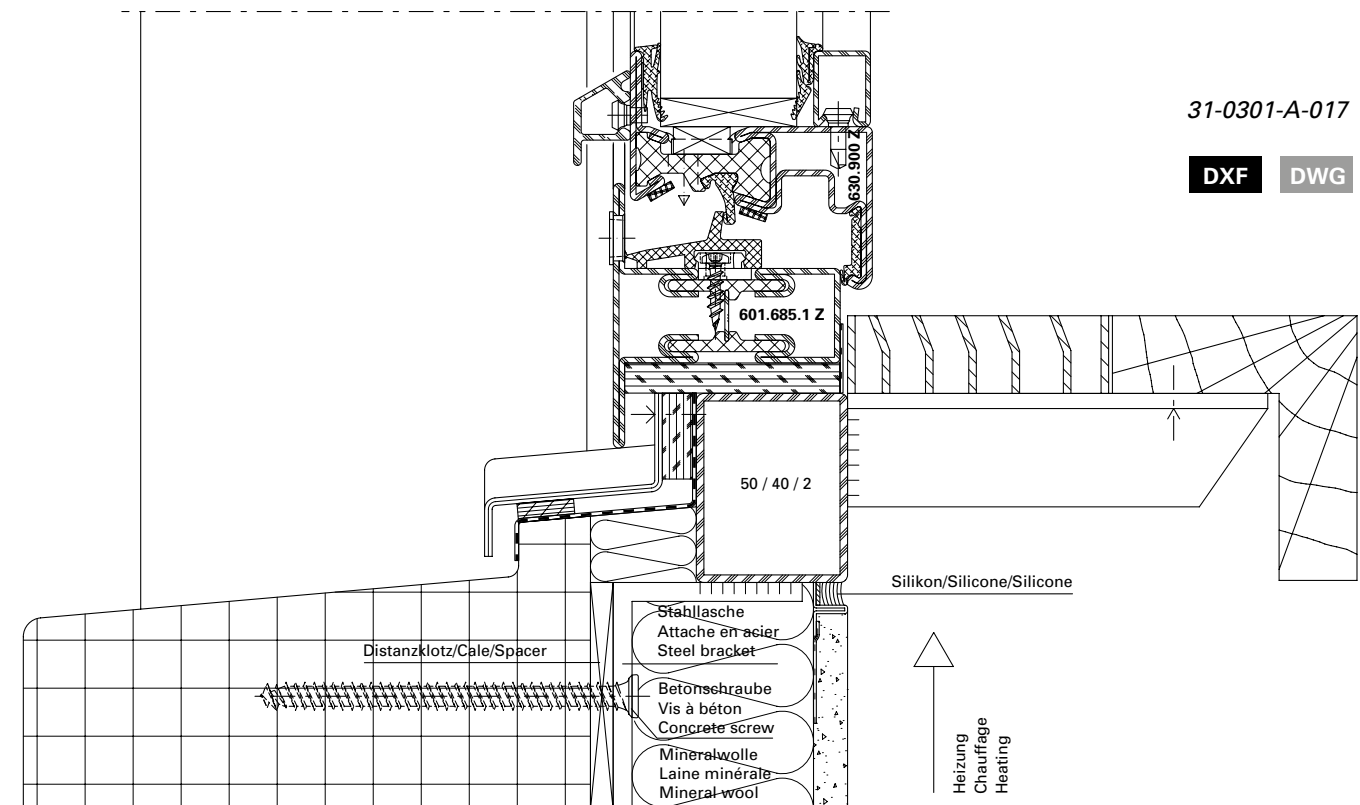 31-0301-A-017
DXF DWG
630.900 Z
601.685.1 Z
50 / 40 / 2
Silikon/Silicone/Silicone
Stahllasche
Attache en acier
Steel bracket
Distanzklotz/Cale/Spacer
Betonschraube
Vis à béton
Concrete screw
Mineralwolle
Laine minérale
Mineral wool
Heizung
Chauffage
Heating